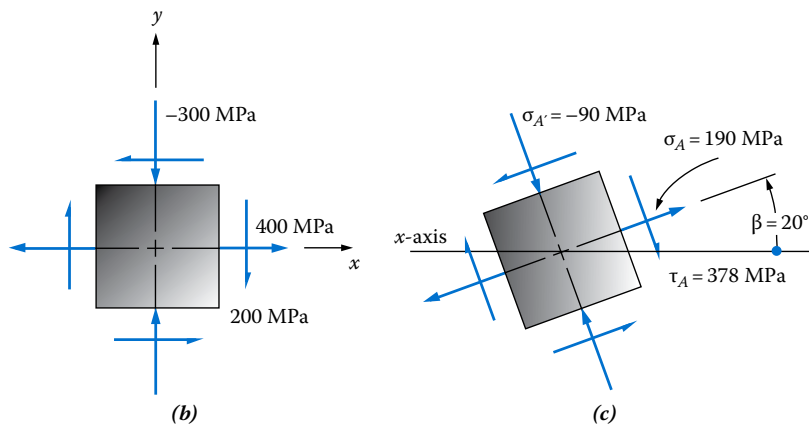 y
−300 MPa
400 MPa
x
200 MPa
(b)
σA′ = −90 MPa
σA = 190 MPa
x-axis
β = 20°
τA = 378 MPa
(c)